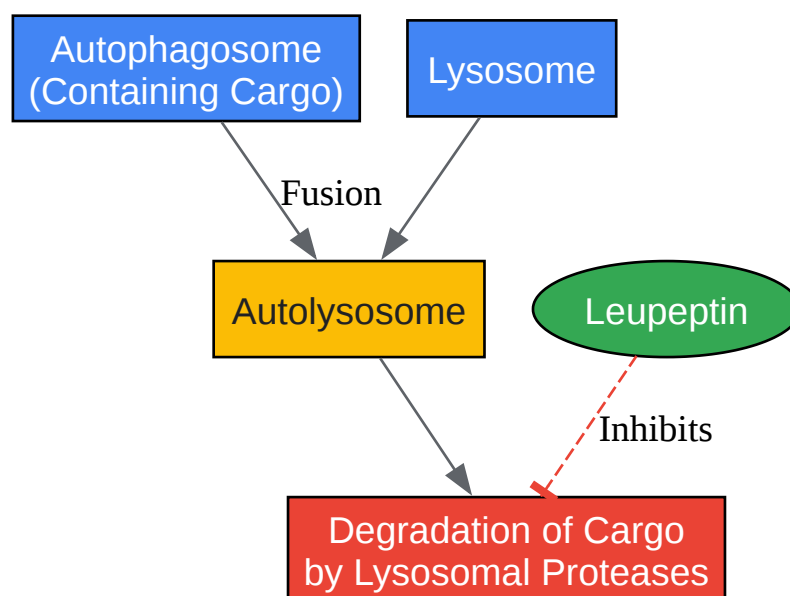 Autophagosome
(Containing Cargo)
Lysosome
Fusion
Autolysosome
Leupeptin
Inhibits
Degradation of Cargo
by Lysosomal Proteases